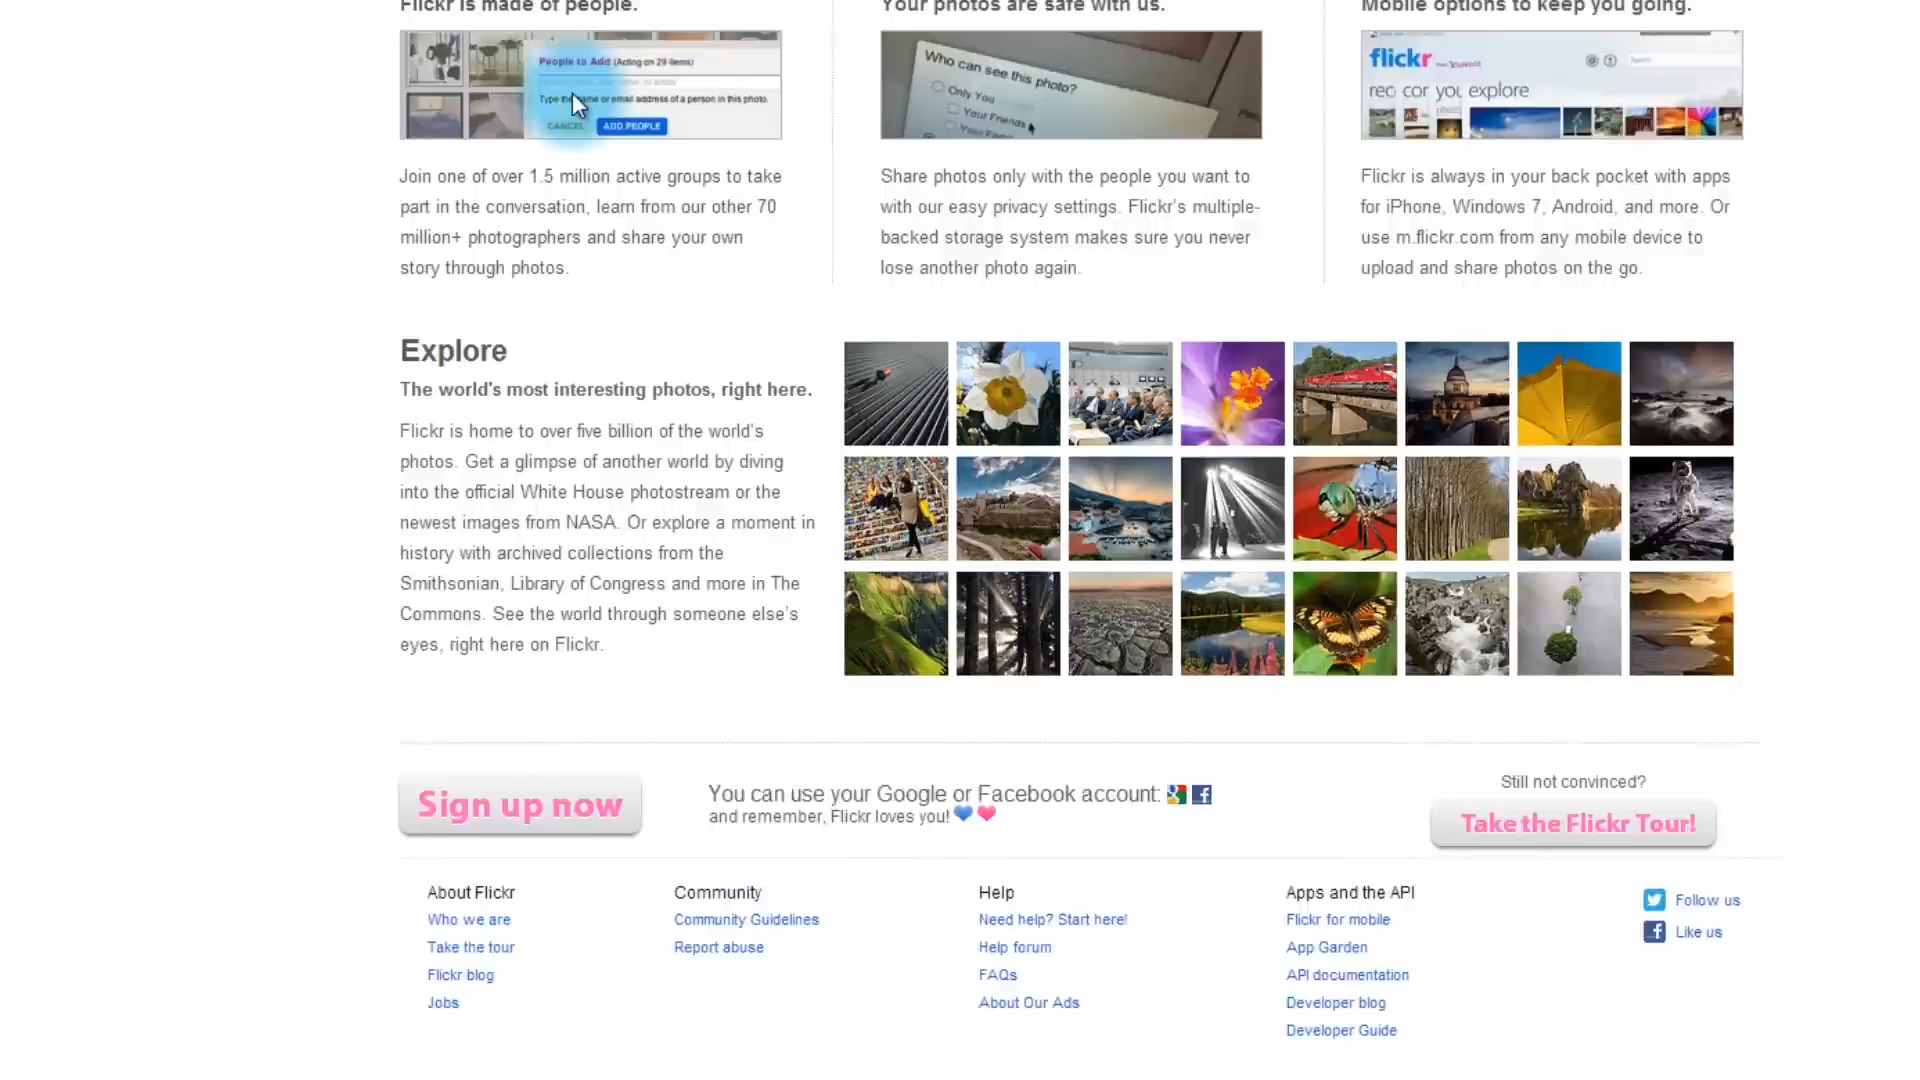 Flickr is made of people.
Your photos are safe with us.
Mobile options to keep you going.
People to Add (Acting on 29 items)
Type the name or email address of a person in this photo.
CANCEL ADD PEOPLE
Who can see this photo?
Only You
Your Friends
Your
flickr from YAHOO!
Search
rec cor you explore
Join one of over 1.5 million active groups to take
part in the conversation, learn from our other 70
million+ photographers and share your own
story through photos.
Share photos only with the people you want to
with our easy privacy settings. Flickr's multiple-
backed storage system makes sure you never
lose another photo again.
Flickr is always in your back pocket with apps
for iPhone, Windows 7, Android, and more. Or
use m.flickr.com from any mobile device to
upload and share photos on the go.
Explore
The world's most interesting photos, right here.
Flickr is home to over five billion of the world's
photos. Get a glimpse of another world by diving
into the official White House photostream or the
newest images from NASA. Or explore a moment in
history with archived collections from the
Smithsonian, Library of Congress and more in The
Commons. See the world through someone else's
eyes, right here on Flickr.
Sign up now
You can use your Google or Facebook account:
and remember, Flickr loves you!
Still not convinced?
Take the Flickr Tour!
About Flickr
Who we are
Take the tour
Flickr blog
Jobs
Community
Community Guidelines
Report abuse
Help
Need help? Start here!
Help forum
FAQs
About Our Ads
Apps and the API
Flickr for mobile
App Garden
API documentation
Developer blog
Developer Guide
Follow us
Like us